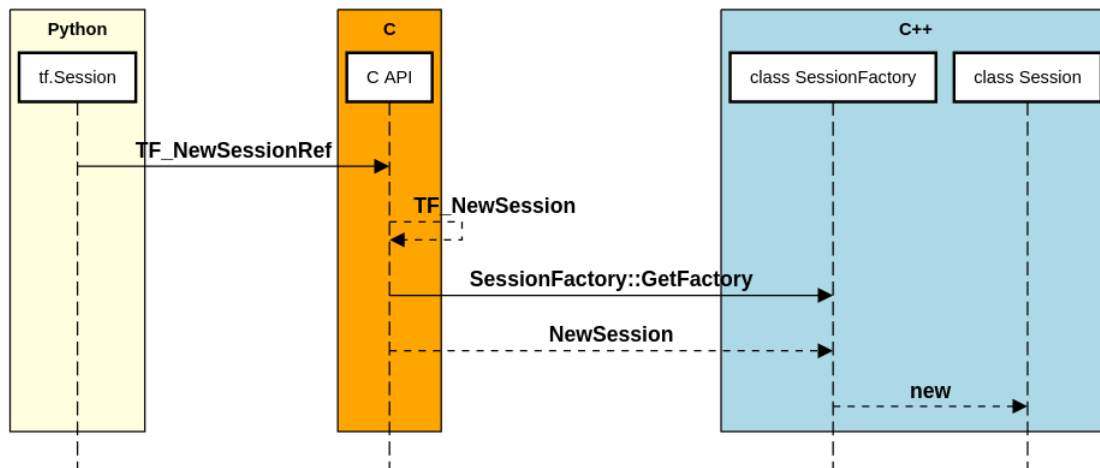 Python
C
C++
tf.Session
C API
class SessionFactory
class Session
TF_NewSessionRef
TF_NewSession
SessionFactory::GetFactory
NewSession
new